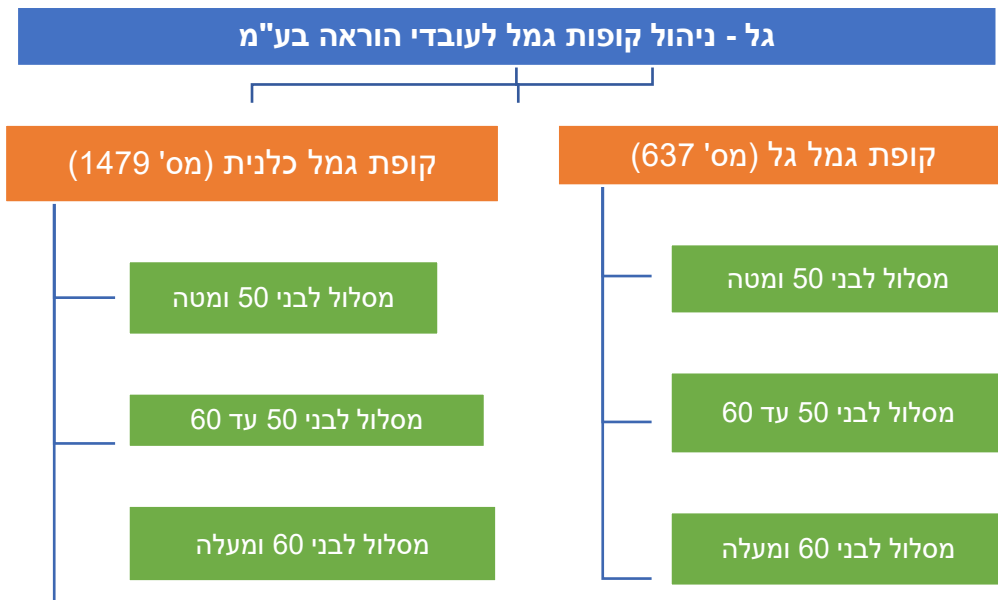 גל - ניהול קופות גמל לעובדי הוראה בע"מ
קופת גמל גל (מס' 637)
מסלול לבני 50 ומטה
מסלול לבני 50 עד 60
מסלול לבני 60 ומעלה
קופת גמל כלנית (מס' 1479)
מסלול לבני 50 ומטה
מסלול לבני 50 עד 60
מסלול לבני 60 ומעלה